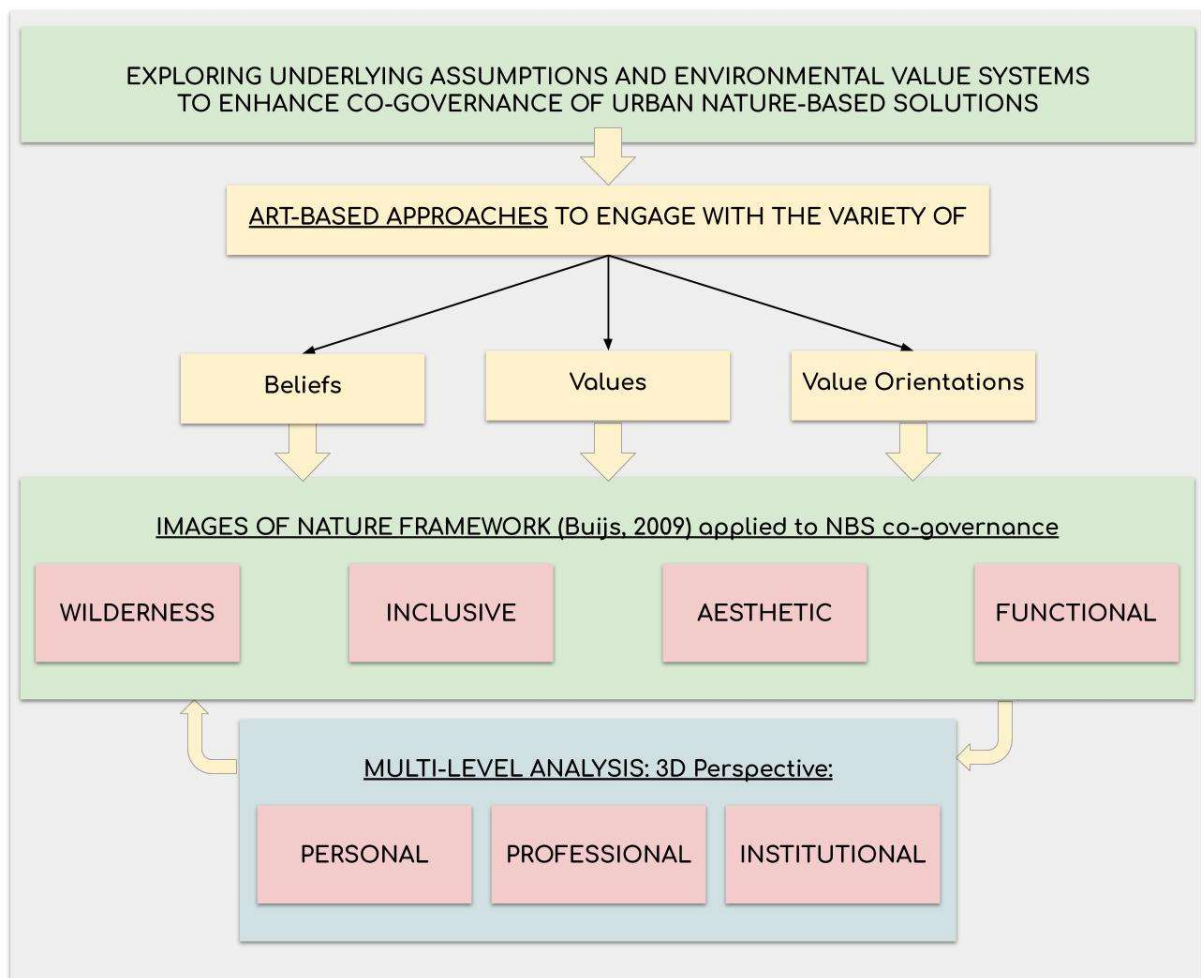 EXPLORING UNDERLYING ASSUMPTIONS AND ENVIRONMENTAL VALUE SYSTEMS
TO ENHANCE CO-GOVERNANCE OF URBAN NATURE-BASED SOLUTIONS
ART-BASED APPROACHES TO ENGAGE WITH THE VARIETY OF
Beliefs
Values
Value Orientations
IMAGES OF NATURE FRAMEWORK (Buijs, 2009) applied to NBS co-governance
WILDERNESS
INCLUSIVE
AESTHETIC
FUNCTIONAL
MULTI-LEVEL ANALYSIS: 3D Perspective:
PERSONAL
PROFESSIONAL
INSTITUTIONAL